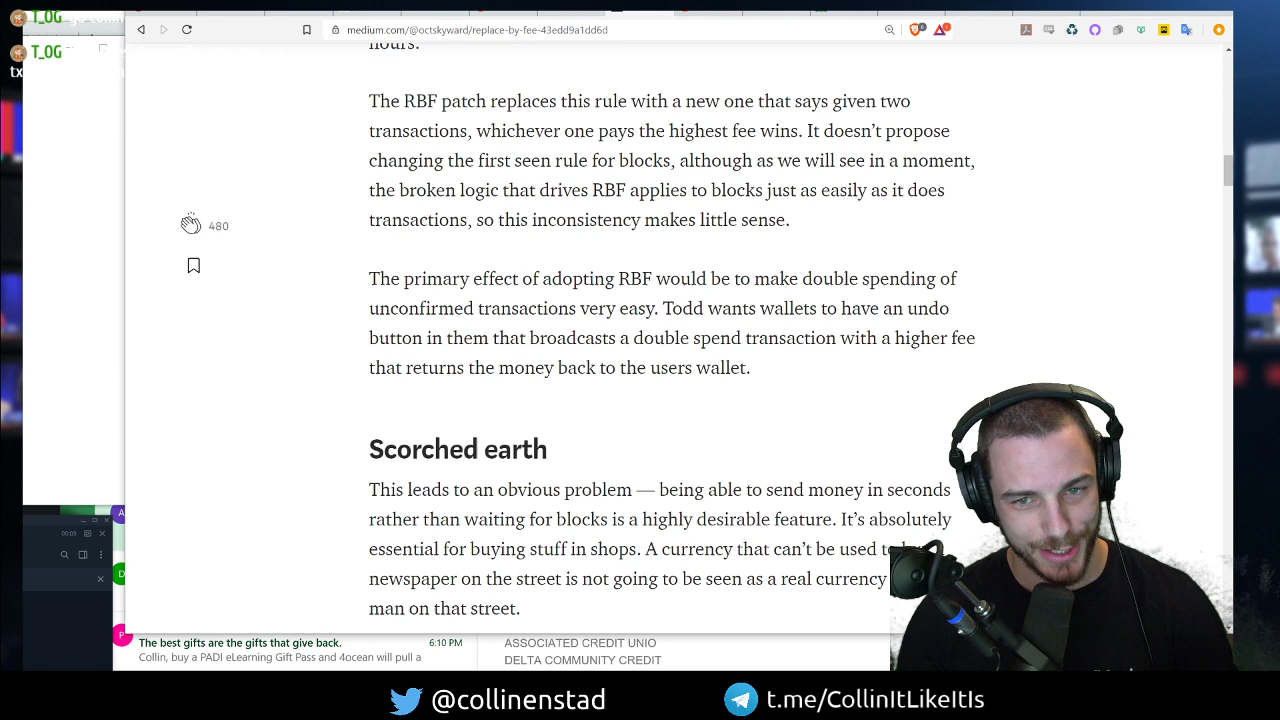 T_OG
T_OG
tx
medium.com/@octskyward/replace-by-fee-43edd9a1dd6d
hours.
The RBF patch replaces this rule with a new one that says given two
transactions, whichever one pays the highest fee wins. It doesn’t propose
changing the first seen rule for blocks, although as we will see in a moment,
the broken logic that drives RBF applies to blocks just as easily as it does
transactions, so this inconsistency makes little sense.
480
The primary effect of adopting RBF would be to make double spending of
unconfirmed transactions very easy. Todd wants wallets to have an undo
button in them that broadcasts a double spend transaction with a higher fee
that returns the money back to the users wallet.
Scorched earth
This leads to an obvious problem — being able to send money in seconds
rather than waiting for blocks is a highly desirable feature. It’s absolutely
essential for buying stuff in shops. A currency that can’t be used
newspaper on the street is not going to be seen as a real currency
man on that street.
00:03
The best gifts are the gifts that give back.
6:10 PM
Collin, buy a PADI eLearning Gift Pass and 4ocean will pull a
ASSOCIATED CREDIT UNIO
DELTA COMMUNITY CREDIT
@collinenstad
t.me/CollinItLikeItIs